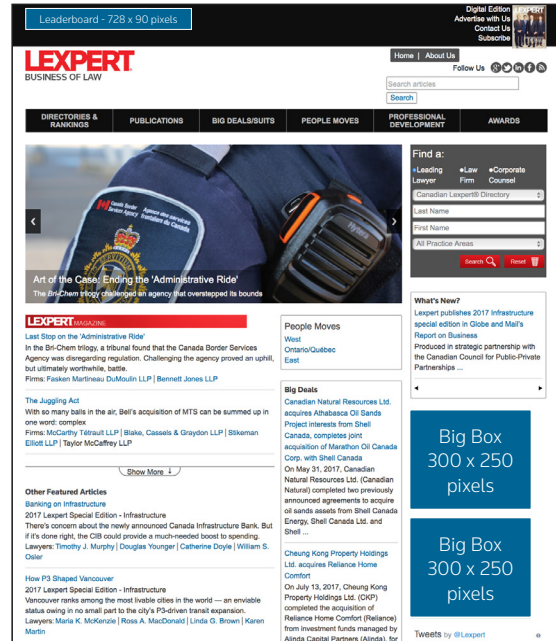 Leaderboard - 728 x 90 pixels
Digital Edition
Advertise with Us
Contact Us
Subscribe
LEXPERT
LEXPERT
BUSINESS OF LAW
Home | About Us
Follow Us
Search articles
Search
DIRECTORIES &
RANKINGS
PUBLICATIONS
BIG DEALS/SUITS
PEOPLE MOVES
PROFESSIONAL
DEVELOPMENT
AWARDS
Canada Border
Services Agency
Agence des services
frontaliers du Canada
Hytera
Art of the Case: Ending the 'Administrative Ride'
The Bri-Chem trilogy challenged an agency that overstepped its bounds
Find a:
Leading
Lawyer
Law
Firm
Corporate
Counsel
Canadian Lexpert® Directory
Last Name
First Name
All Practice Areas
Search
Reset
LEXPERT MAGAZINE
Last Stop on the 'Administrative Ride'
In the Bri-Chem trilogy, a tribunal found that the Canada Border Services
Agency was disregarding regulation. Challenging the agency proved an uphill,
but ultimately worthwhile, battle.
Firms: Fasken Martineau DuMoulin LLP | Bennett Jones LLP
The Juggling Act
With so many balls in the air, Bell's acquisition of MTS can be summed up in
one word: complex
Firms: McCarthy Tétrault LLP | Blake, Cassels & Graydon LLP | Stikeman
Elliott LLP | Taylor McCaffrey LLP
Show More ↓
Other Featured Articles
Banking on Infrastructure
2017 Lexpert Special Edition - Infrastructure
There's concern about the newly announced Canada Infrastructure Bank. But
if it's done right, the CIB could provide a much-needed boost to spending.
Lawyers: Timothy J. Murphy | Douglas Younger | Catherine Doyle | William S.
Osler
How P3 Shaped Vancouver
2017 Lexpert Special Edition - Infrastructure
Vancouver ranks among the most livable cities in the world — an enviable
status owing in no small part to the city's P3-driven transit expansion.
Lawyers: Maria K. McKenzie | Ross A. MacDonald | Linda G. Brown | Karen
Martin
People Moves
West
Ontario/Québec
East
Big Deals
Canadian Natural Resources Ltd.
acquires Athabasca Oil Sands
Project interests from Shell
Canada, completes joint
acquisition of Marathon Oil Canada
Corp. with Shell Canada
On May 31, 2017, Canadian
Natural Resources Ltd. (Canadian
Natural) completed two previously
announced agreements to acquire
oil sands assets from Shell Canada
Energy, Shell Canada Ltd. and
Shell ...
Cheung Kong Property Holdings
Ltd. acquires Reliance Home
Comfort
On July 13, 2017, Cheung Kong
Property Holdings Ltd. (CKP)
completed the acquisition of
Reliance Home Comfort (Reliance)
from investment funds managed by
Alinda Capital Partners (Alinda), for
What's New?
Lexpert publishes 2017 Infrastructure
special edition in Globe and Mail's
Report on Business
Produced in strategic partnership with
the Canadian Council for Public-Private
Partnerships ...
Big Box
300 x 250
pixels
Big Box
300 x 250
pixels
Tweets by @Lexpert